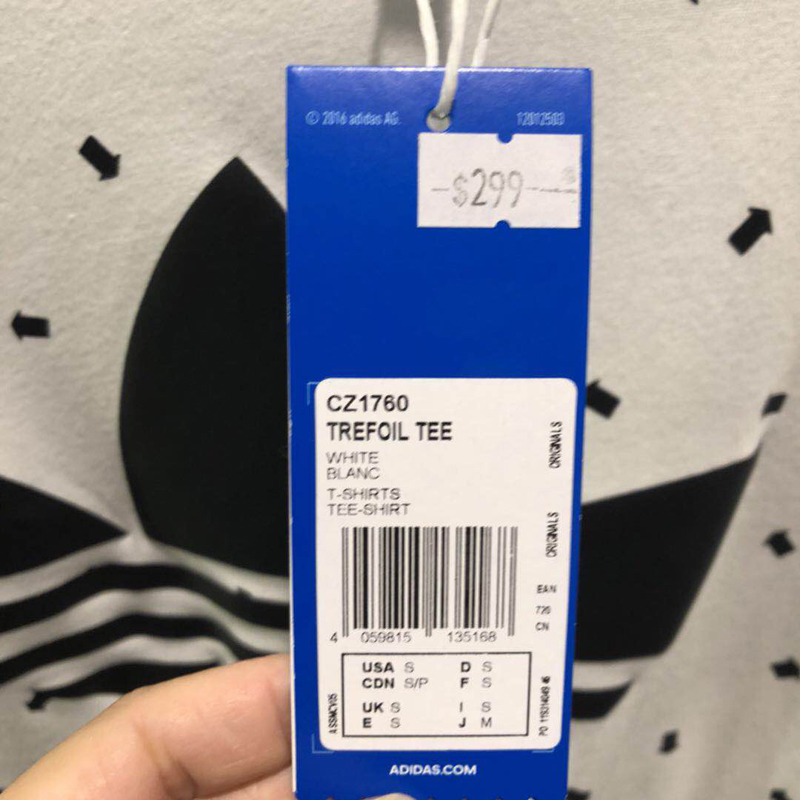 © 2016 adidas AG.
12012503
-$299-
CZ1760
TREFOIL TEE
WHITE
BLANC
T-SHIRTS
TEE-SHIRT
ORIGINALS
ORIGINALS
EAN
CN
4 059815 135168
USA S D S
CDN S/P F S
UK S I S
E S J M
ADIDAS.COM